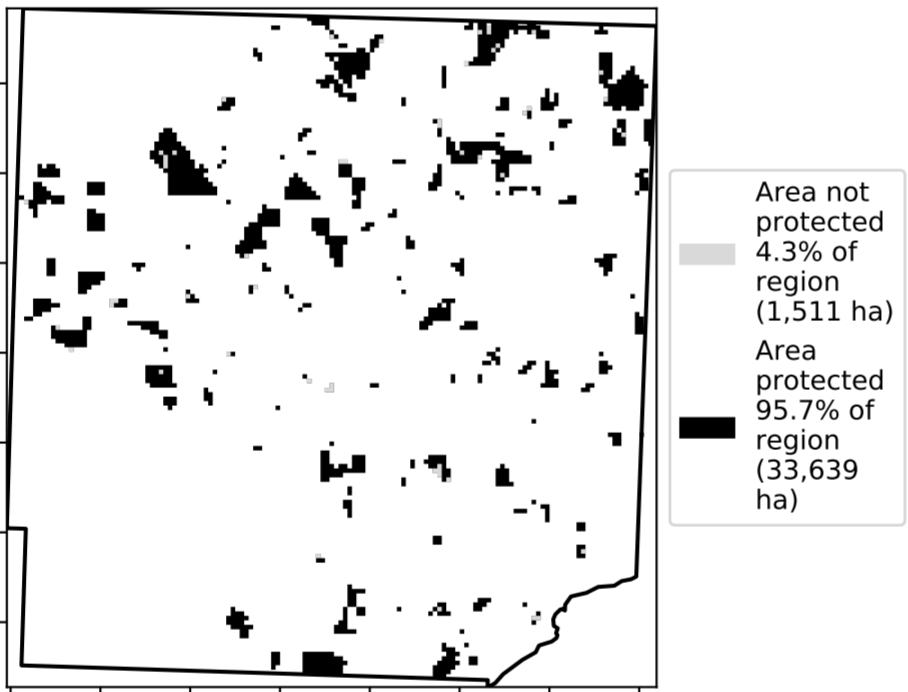 Area not
protected
4.3% of
region
(1,511 ha)
Area
protected
95.7% of
region
(33,639
ha)